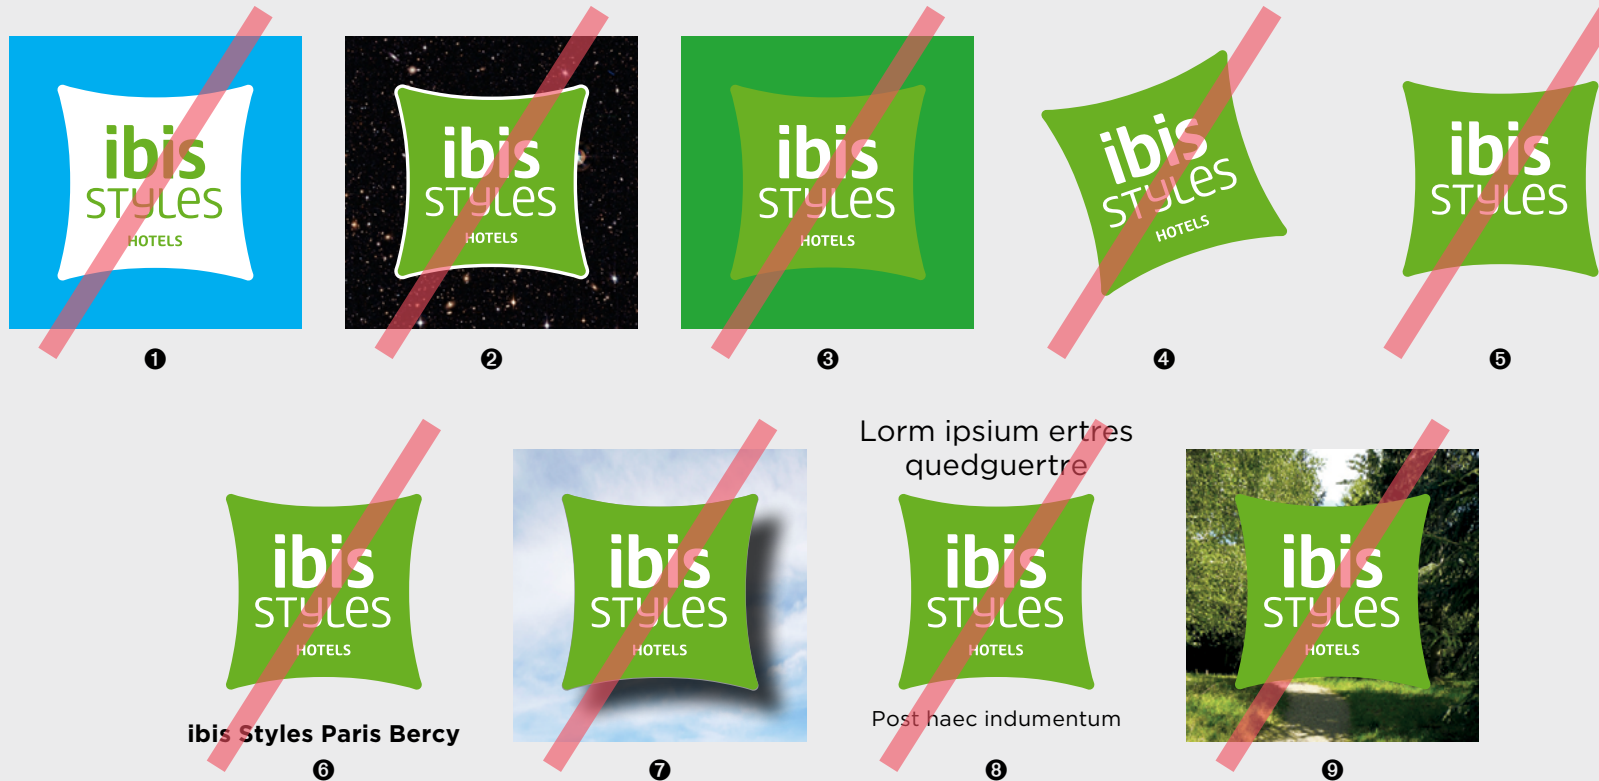 ibis
STYLES
HOTELS
❶
ibis
STYLES
HOTELS
❷
ibis
STYLES
HOTELS
❸
ibis
STYLES
HOTELS
❹
ibis
STYLES
❺
ibis
STYLES
HOTELS
ibis Styles Paris Bercy
❻
ibis
STYLES
HOTELS
❼
Lorm ipsium ertres
quedguertre
ibis
STYLES
HOTELS
Post haec indumentum
❽
ibis
STYLES
HOTELS
❾